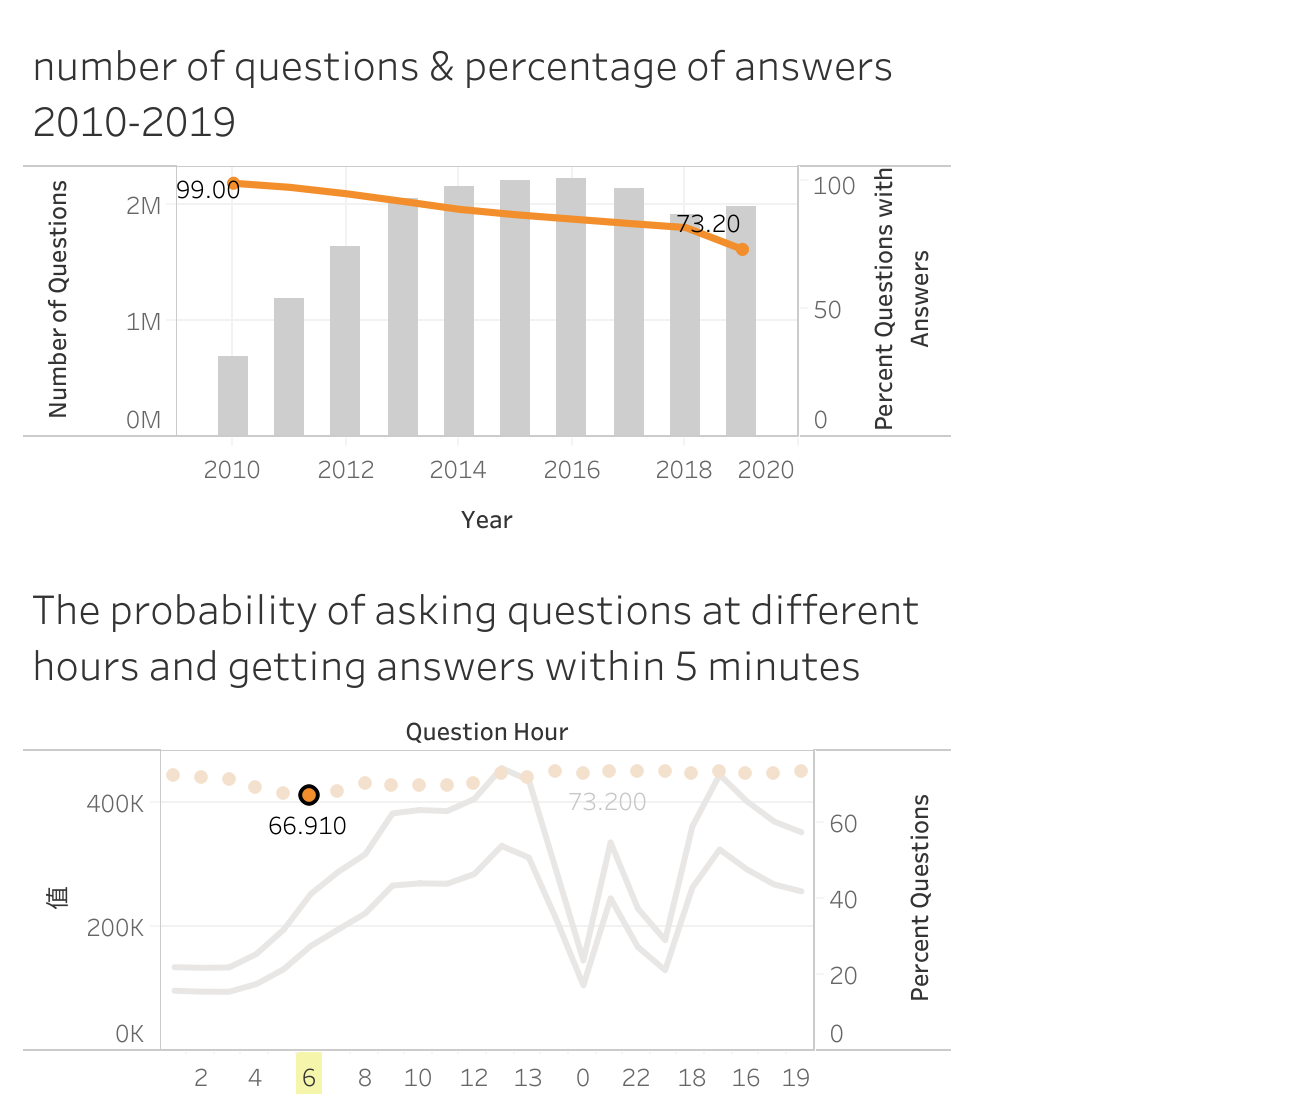 number of questions & percentage of answers
2010-2019
Number of Questions
2M
1M
0M
99.00
73.20
100
50
0
Percent Questions with
Answers
2010 2012 2014 2016 2018 2020
Year
The probability of asking questions at different
hours and getting answers within 5 minutes
Question Hour
值
400K
200K
0K
66.910
73.200
60
40
20
0
Percent Questions
2 4 6 8 10 12 13 0 22 18 16 19